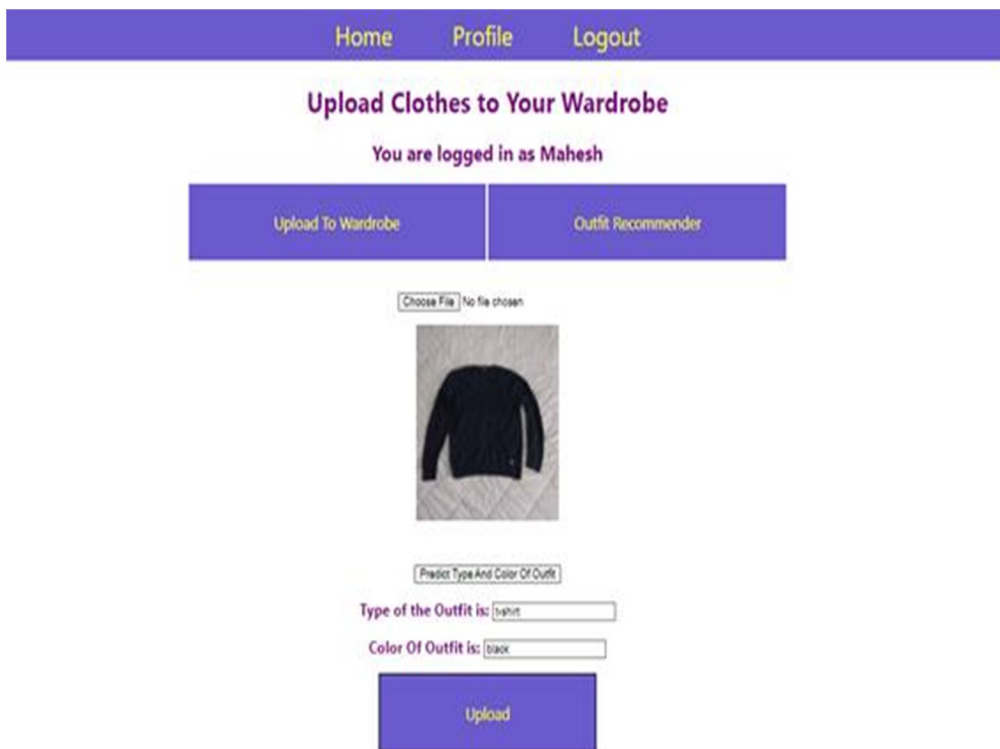 Home Profile Logout
Upload Clothes to Your Wardrobe
You are logged in as Mahesh
Upload To Wardrobe Outfit Recommender
Choose File No file chosen
Predict Type And Color Of Outfit
Type of the Outfit is: t-shirt
Color Of Outfit is: black
Upload